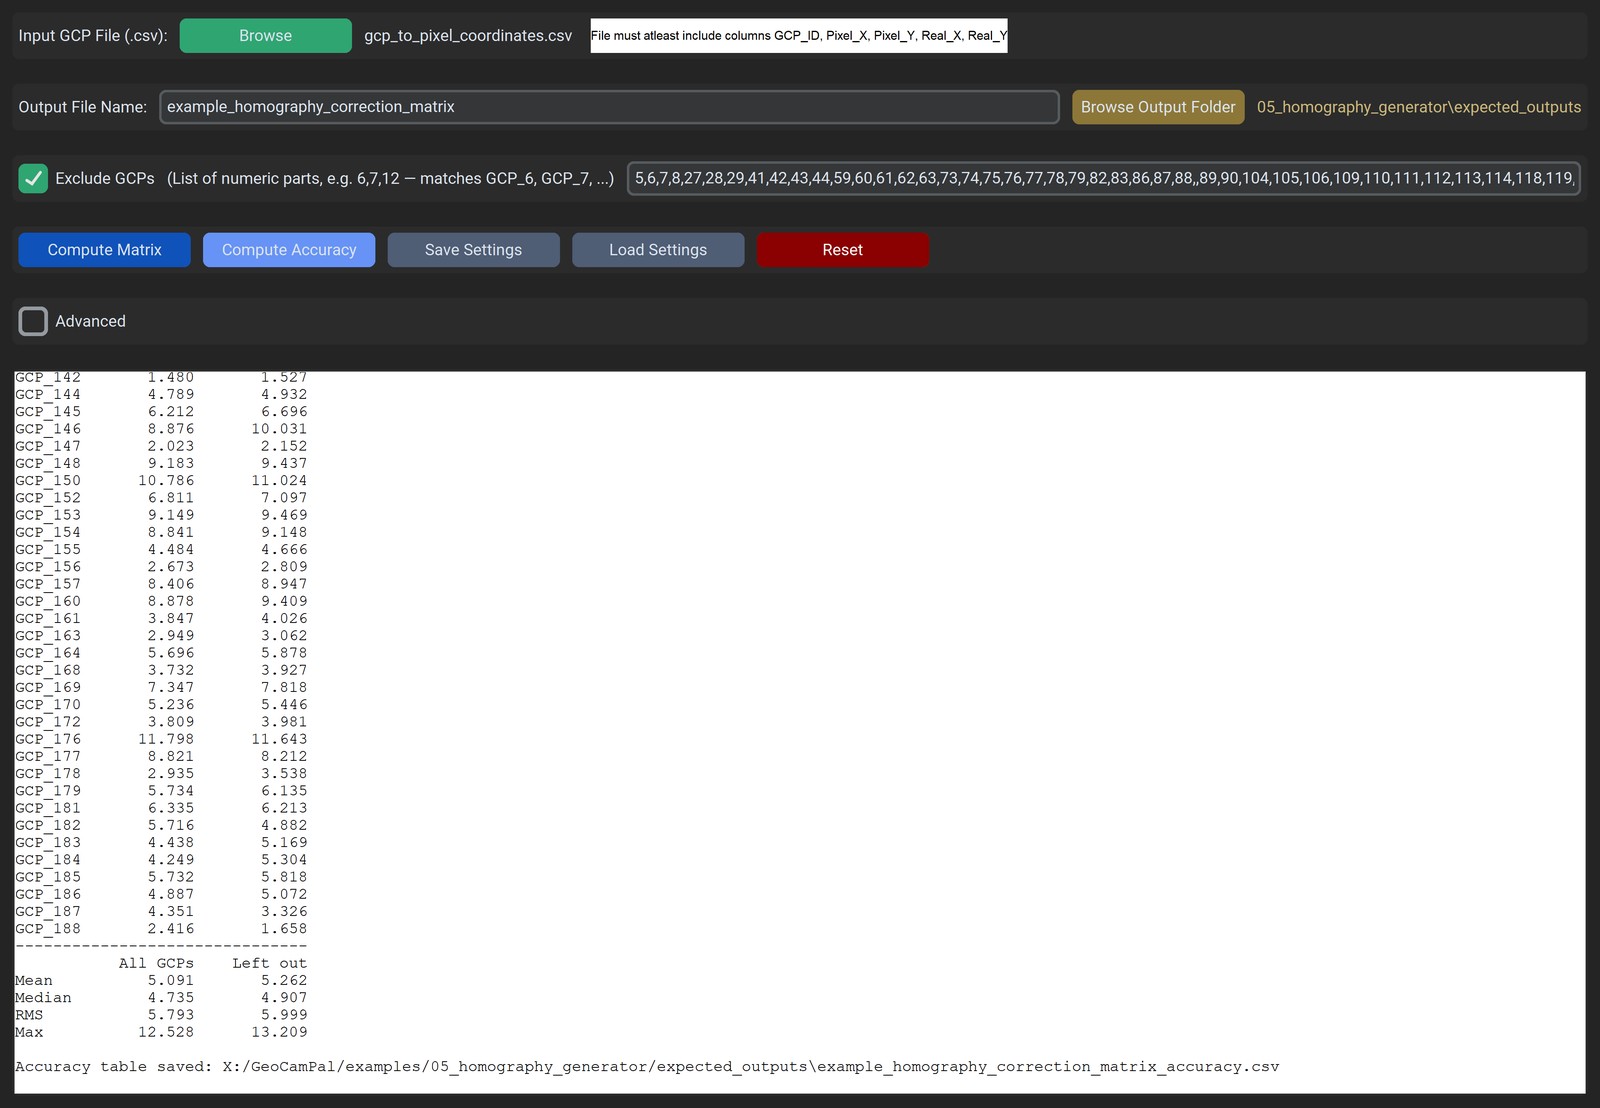 Input GCP File (.csv): Browse gcp_to_pixel_coordinates.csv File must atleast include columns GCP_ID, Pixel_X, Pixel_Y, Real_X, Real_Y
Output File Name: example_homography_correction_matrix Browse Output Folder 05_homography_generator\expected_outputs
Exclude GCPs (List of numeric parts, e.g. 6,7,12 — matches GCP_6, GCP_7, ...) 5,6,7,8,27,28,29,41,42,43,44,59,60,61,62,63,73,74,75,76,77,78,79,82,83,86,87,88,,89,90,104,105,106,109,110,111,112,113,114,118,119,
Compute Matrix Compute Accuracy Save Settings Load Settings Reset
Advanced
GCP_142 1.480 1.527
GCP_144 4.789 4.932
GCP_145 6.212 6.696
GCP_146 8.876 10.031
GCP_147 2.023 2.152
GCP_148 9.183 9.437
GCP_150 10.786 11.024
GCP_152 6.811 7.097
GCP_153 9.149 9.469
GCP_154 8.841 9.148
GCP_155 4.484 4.666
GCP_156 2.673 2.809
GCP_157 8.406 8.947
GCP_160 8.878 9.409
GCP_161 3.847 4.026
GCP_163 2.949 3.062
GCP_164 5.696 5.878
GCP_168 3.732 3.927
GCP_169 7.347 7.818
GCP_170 5.236 5.446
GCP_172 3.809 3.981
GCP_176 11.798 11.643
GCP_177 8.821 8.212
GCP_178 2.935 3.538
GCP_179 5.734 6.135
GCP_181 6.335 6.213
GCP_182 5.716 4.882
GCP_183 4.438 5.169
GCP_184 4.249 5.304
GCP_185 5.732 5.818
GCP_186 4.887 5.072
GCP_187 4.351 3.326
GCP_188 2.416 1.658
-------------------------------
All GCPs Left out
Mean 5.091 5.262
Median 4.735 4.907
RMS 5.793 5.999
Max 12.528 13.209
Accuracy table saved: X:/GeoCamPal/examples/05_homography_generator/expected_outputs\example_homography_correction_matrix_accuracy.csv